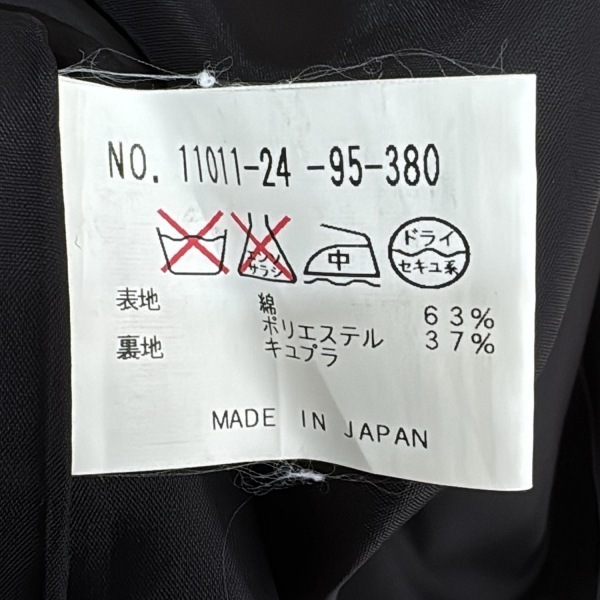 NO. 11011-24 -95-380
エンソ
サラシ
中
ドライ
セキユ系
表地 綿 63%
ポリエステル 37%
裏地 キュプラ
MADE IN JAPAN